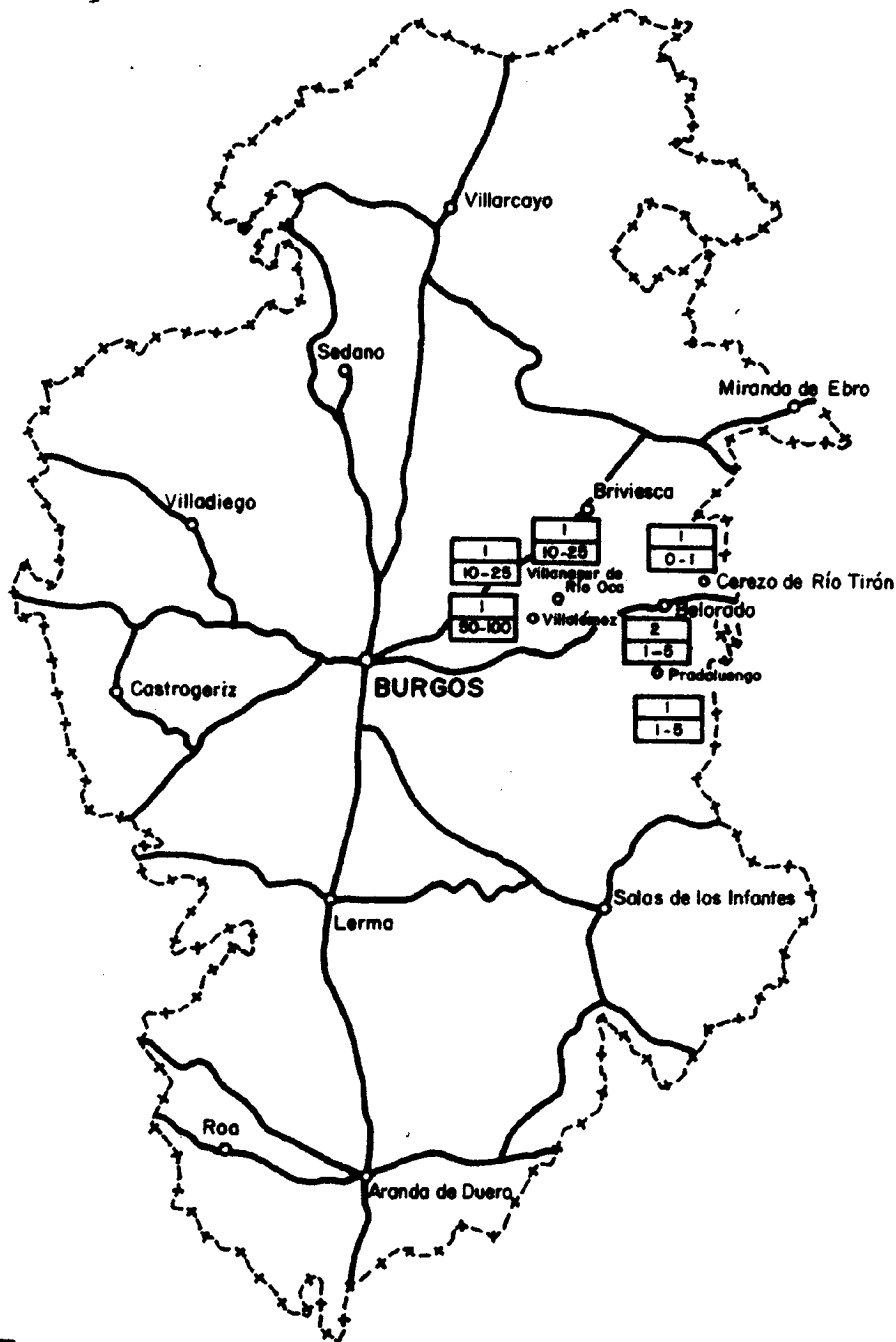 Villarcayo
Sedano
Miranda de Ebro
Villadiego
Briviesca
1
10-25
1
0-1
1
10-25
Villanasur de
Río Oca
Cerezo de Río Tirón
1
50-100
Villalómez
Belorado
2
1-5
Pradoluengo
BURGOS
Castrogeriz
1
1-5
Salas de los Infantes
Lerma
Roa
Aranda de Duero